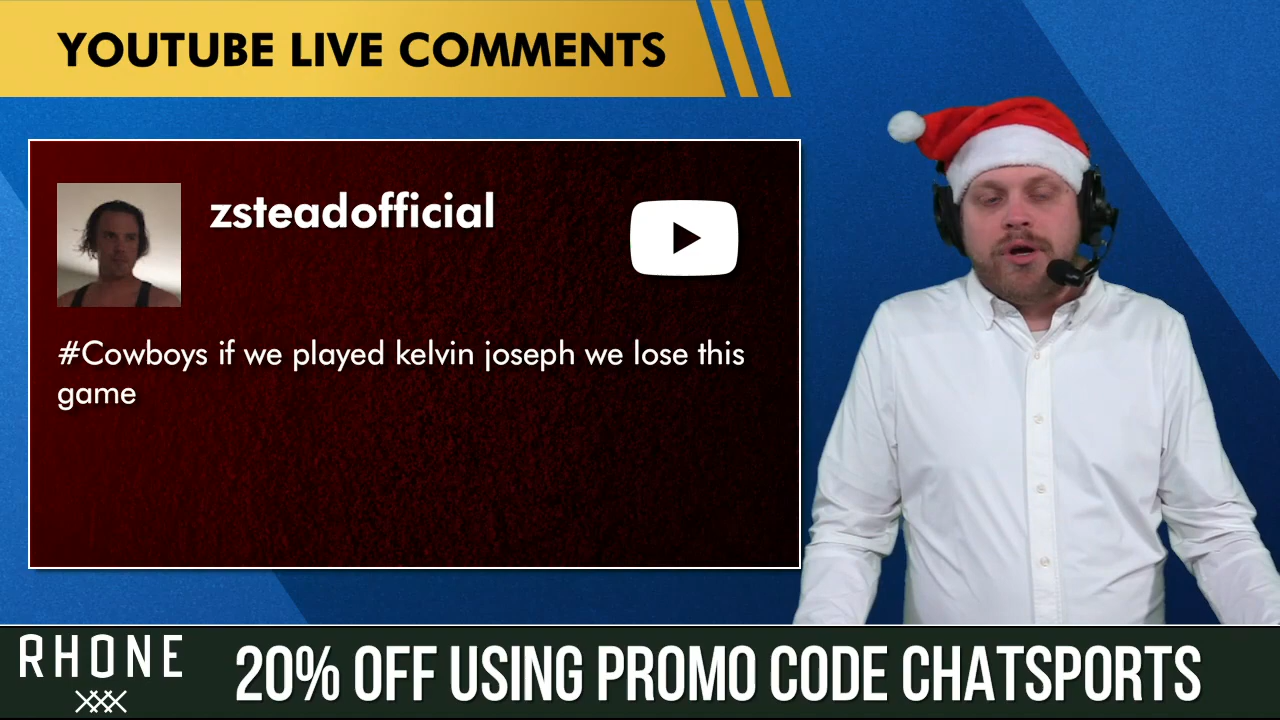 YOUTUBE LIVE COMMENTS
zsteadofficial
#Cowboys if we played kelvin joseph we lose this
game
RHONE
20% OFF USING PROMO CODE CHATSPORTS